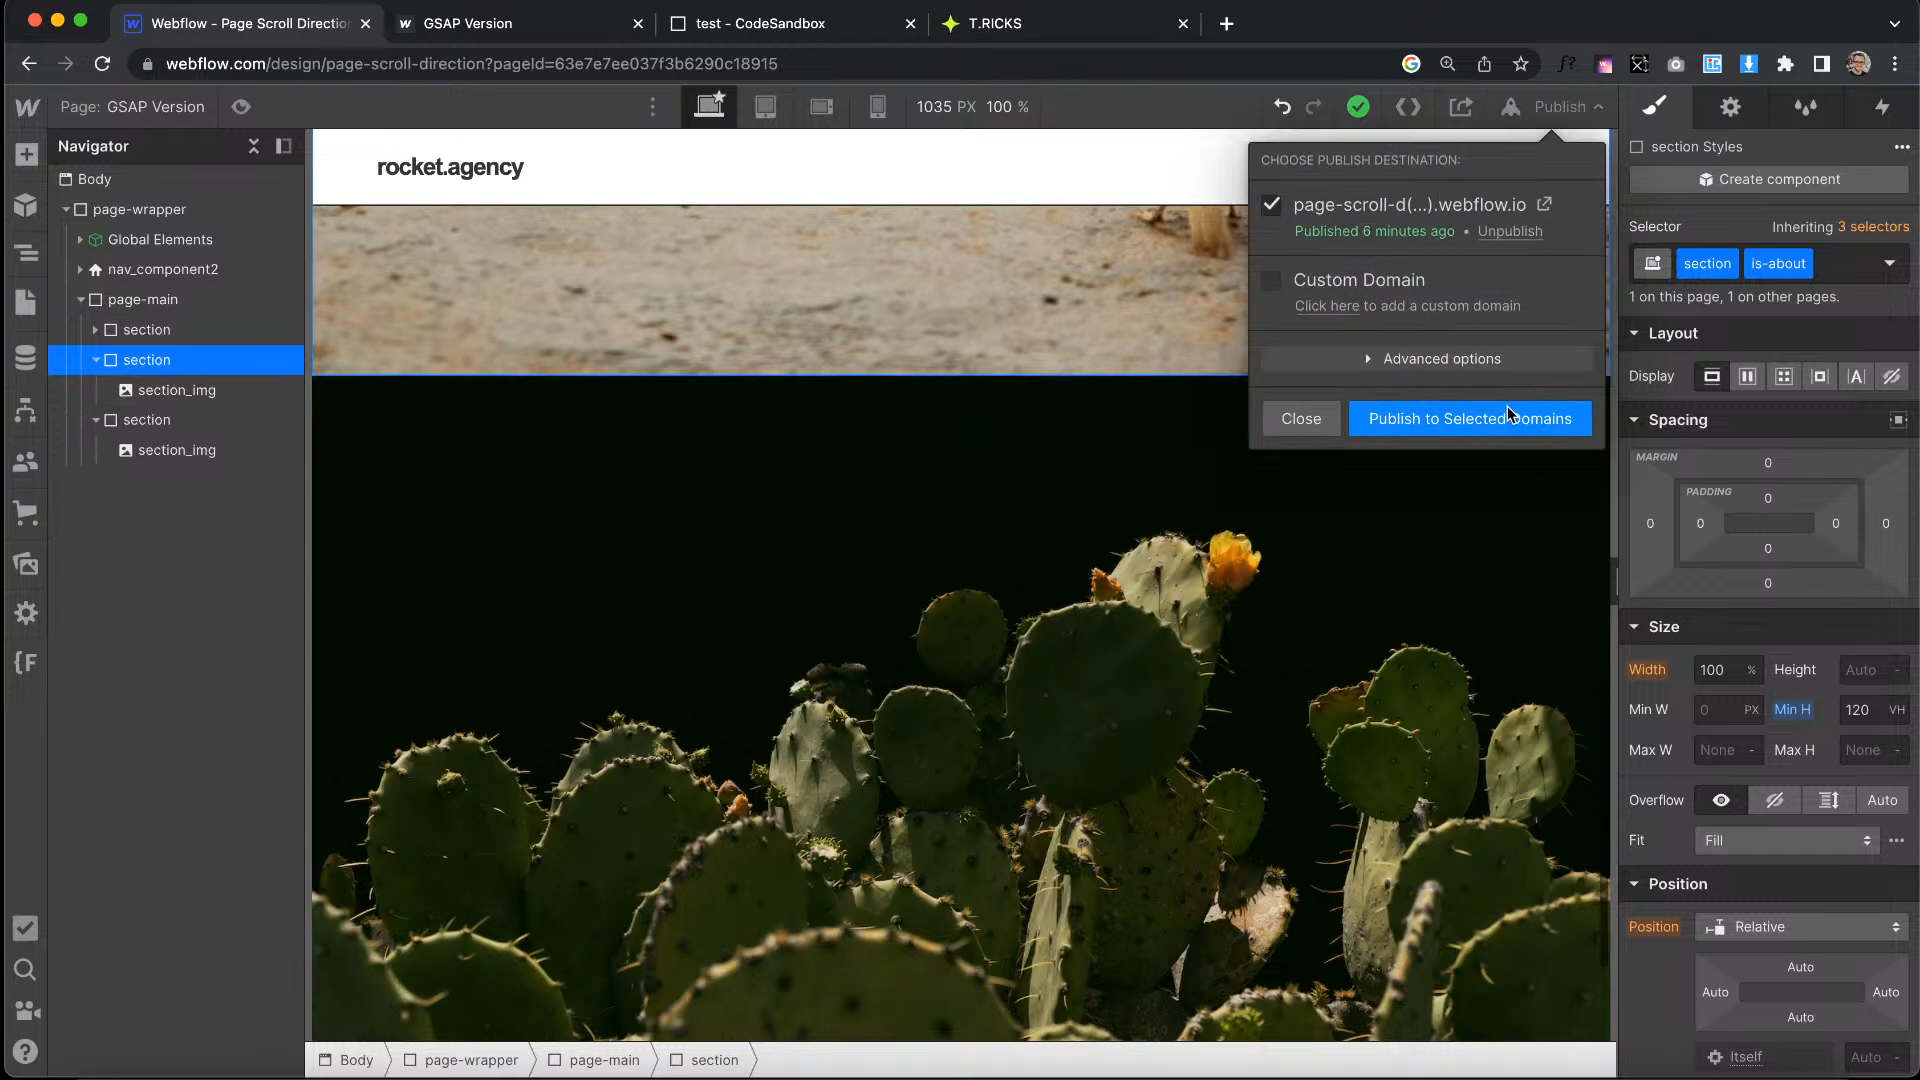 Webflow - Page Scroll Directio
GSAP Version
test - CodeSandbox
T.RICKS
webflow.com/design/page-scroll-direction?pageId=63e7e7ee037f3b6290c18915
f?
Page: GSAP Version
1035 PX 100 %
Publish
Navigator
Body
page-wrapper
Global Elements
nav_component2
page-main
section
section
section_img
section
section_img
rocket.agency
CHOOSE PUBLISH DESTINATION:
page-scroll-d(...).webflow.io
Published 6 minutes ago • Unpublish
Custom Domain
Click here to add a custom domain
Advanced options
Close
Publish to Selected Domains
section Styles
Create component
Selector
Inheriting 3 selectors
section
is-about
1 on this page, 1 on other pages.
Layout
Display
Spacing
MARGIN
0
PADDING
0
0 0 0 0
0
0
Size
Width 100 % Height Auto -
Min W 0 PX Min H 120 VH
Max W None - Max H None -
Overflow Auto
Fit Fill
Position
Position Relative
Auto
Auto Auto
Auto
Itself Auto -
Body page-wrapper page-main section